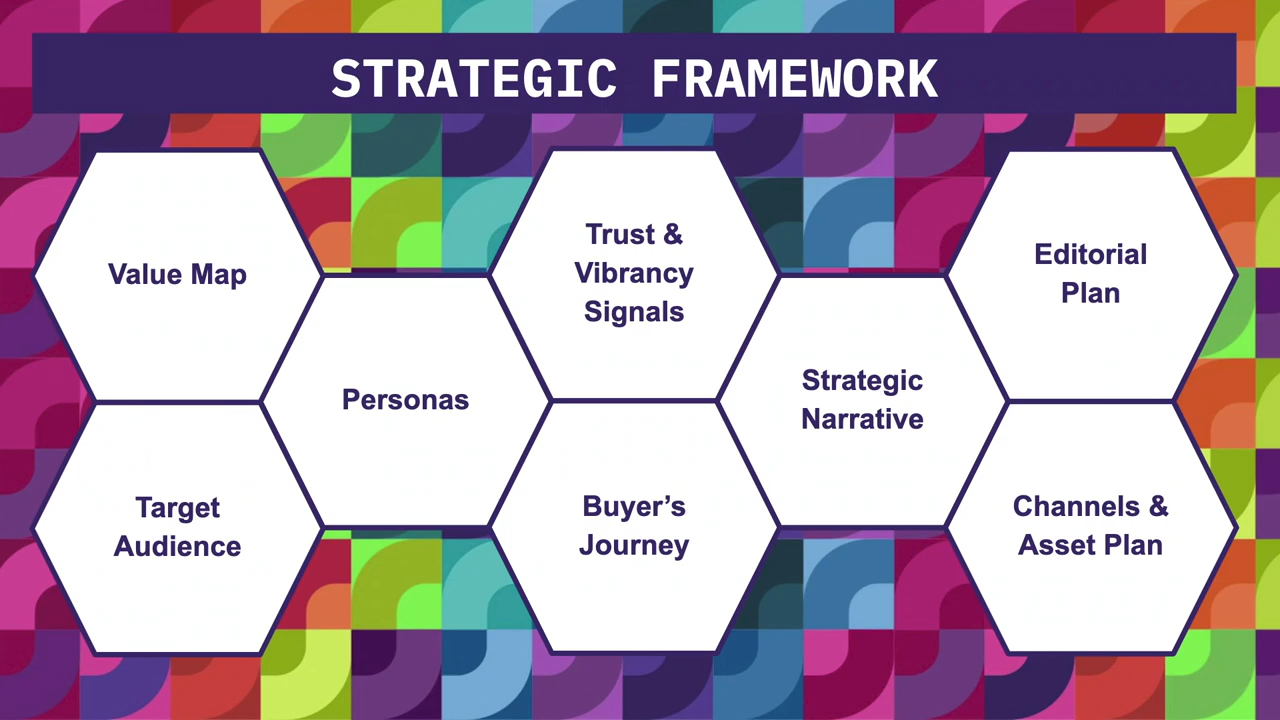 STRATEGIC FRAMEWORK
Value Map
Target
Audience
Personas
Trust &
Vibrancy
Signals
Buyer’s
Journey
Strategic
Narrative
Editorial
Plan
Channels &
Asset Plan